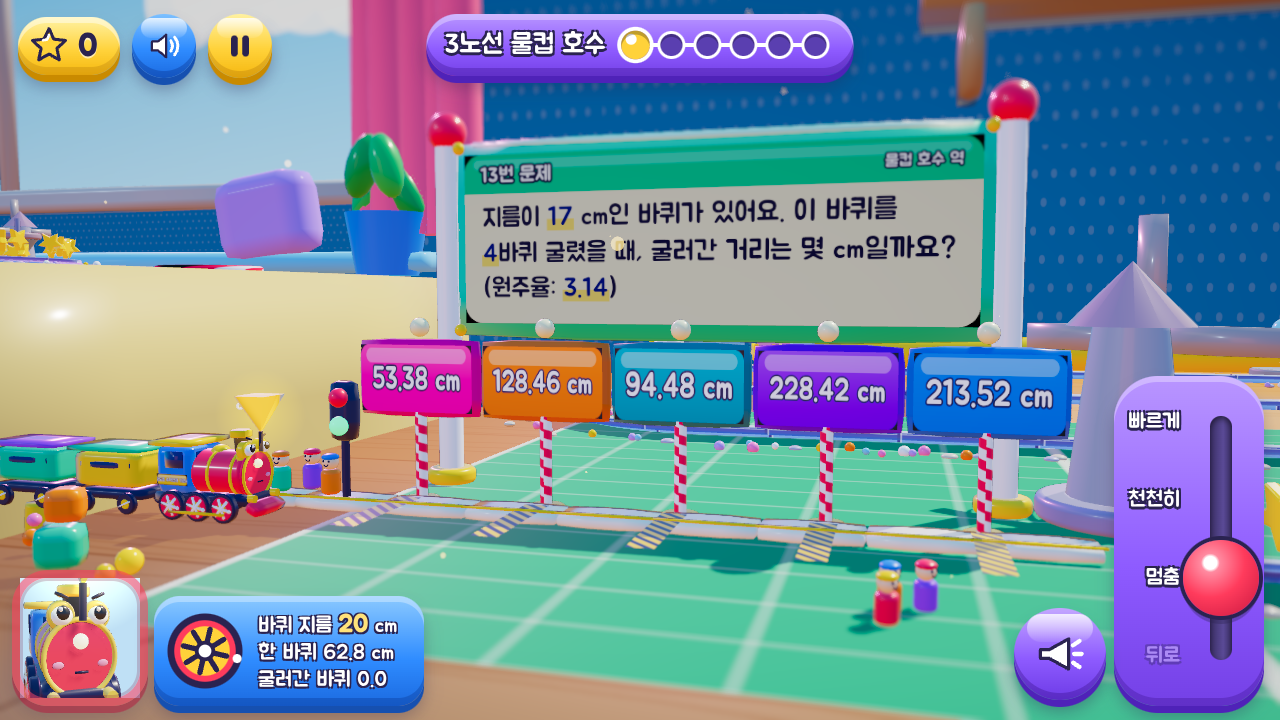 0
3노선 물컵 호수
13번 문제
물컵 호수 역
지름이 17 cm인 바퀴가 있어요. 이 바퀴를
4바퀴 굴렸을 때, 굴러간 거리는 몇 cm일까요?
(원주율: 3.14)
53.38 cm
128.46 cm
94.48 cm
228.42 cm
213.52 cm
빠르게
천천히
멈춤
뒤로
바퀴 지름 20 cm
한 바퀴 62.8 cm
굴러간 바퀴 0.0